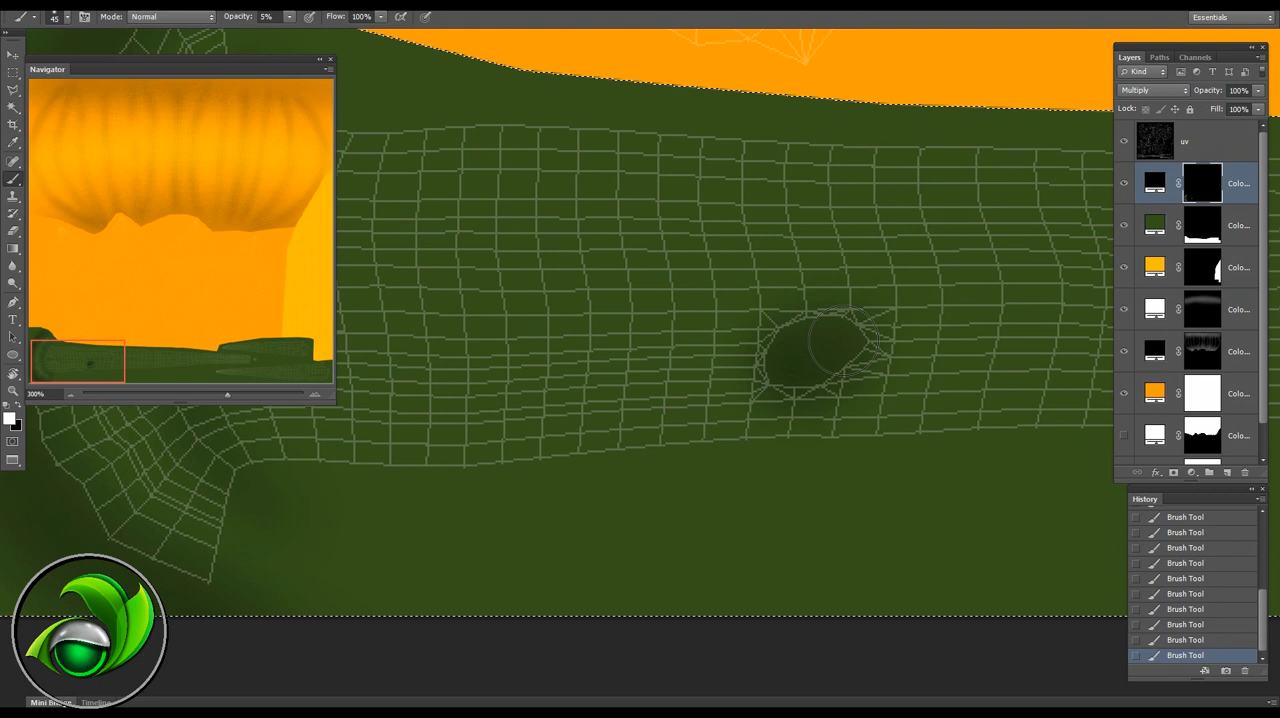 45 Mode: Normal Opacity: 5% Flow: 100% Essentials
Navigator
300%
Layers Paths Channels
Kind
Multiply Opacity: 100%
Lock: Fill: 100%
uv
Colo...
Colo...
Colo...
Colo...
Colo...
Colo...
Colo...
History
Brush Tool
Brush Tool
Brush Tool
Brush Tool
Brush Tool
Brush Tool
Brush Tool
Brush Tool
Brush Tool
Brush Tool
Mini Bridge Timeline